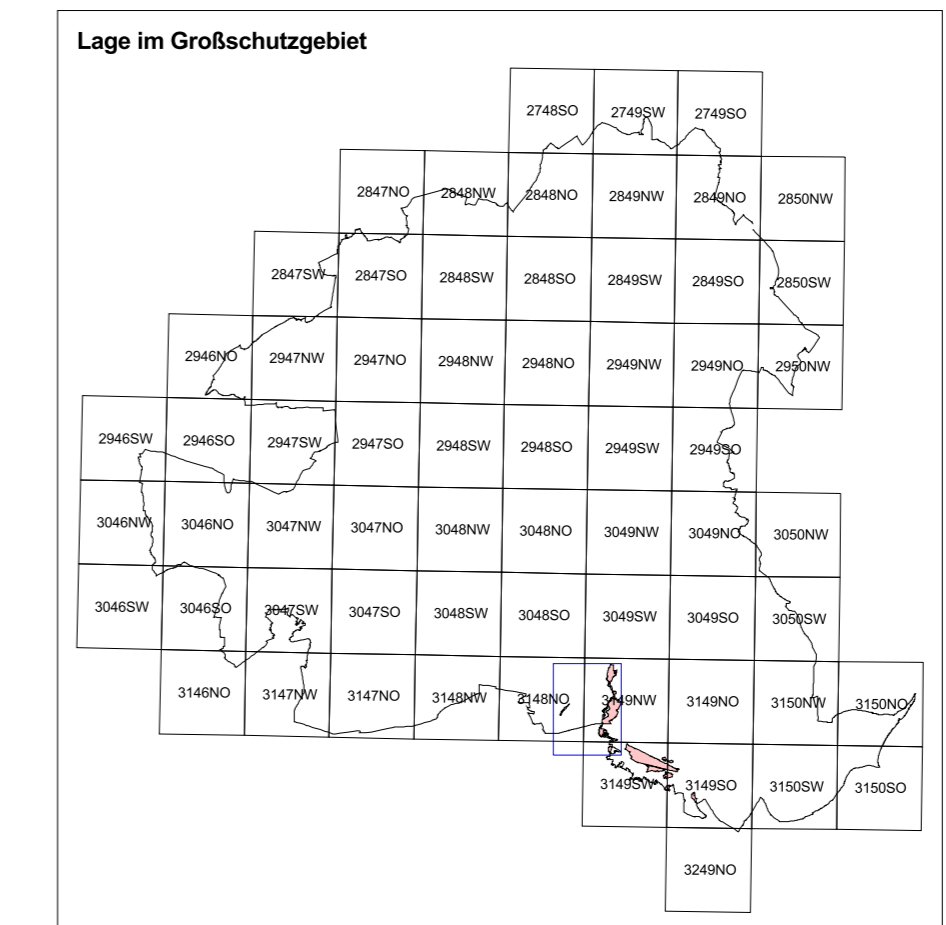 Lage im Großschutzgebiet
2748SO 2749SW 2749SO
2847NO 2848NW 2848NO 2849NW 2849NO 2850NW
2847SW 2847SO 2848SW 2848SO 2849SW 2849SO 2850SW
2946NO 2947NW 2947NO 2948NW 2948NO 2949NW 2949NO 2950NW
2946SW 2946SO 2947SW 2947SO 2948SW 2948SO 2949SW 2949SO
3046NW 3046NO 3047NW 3047NO 3048NW 3048NO 3049NW 3049NO 3050NW
3046SW 3046SO 3047SW 3047SO 3048SW 3048SO 3049SW 3049SO 3050SW
3146NO 3147NW 3147NO 3148NW 3148NO 3149NW 3149NO 3150NW 3150NO
3149SW 3149SO 3150SW 3150SO
3249NO